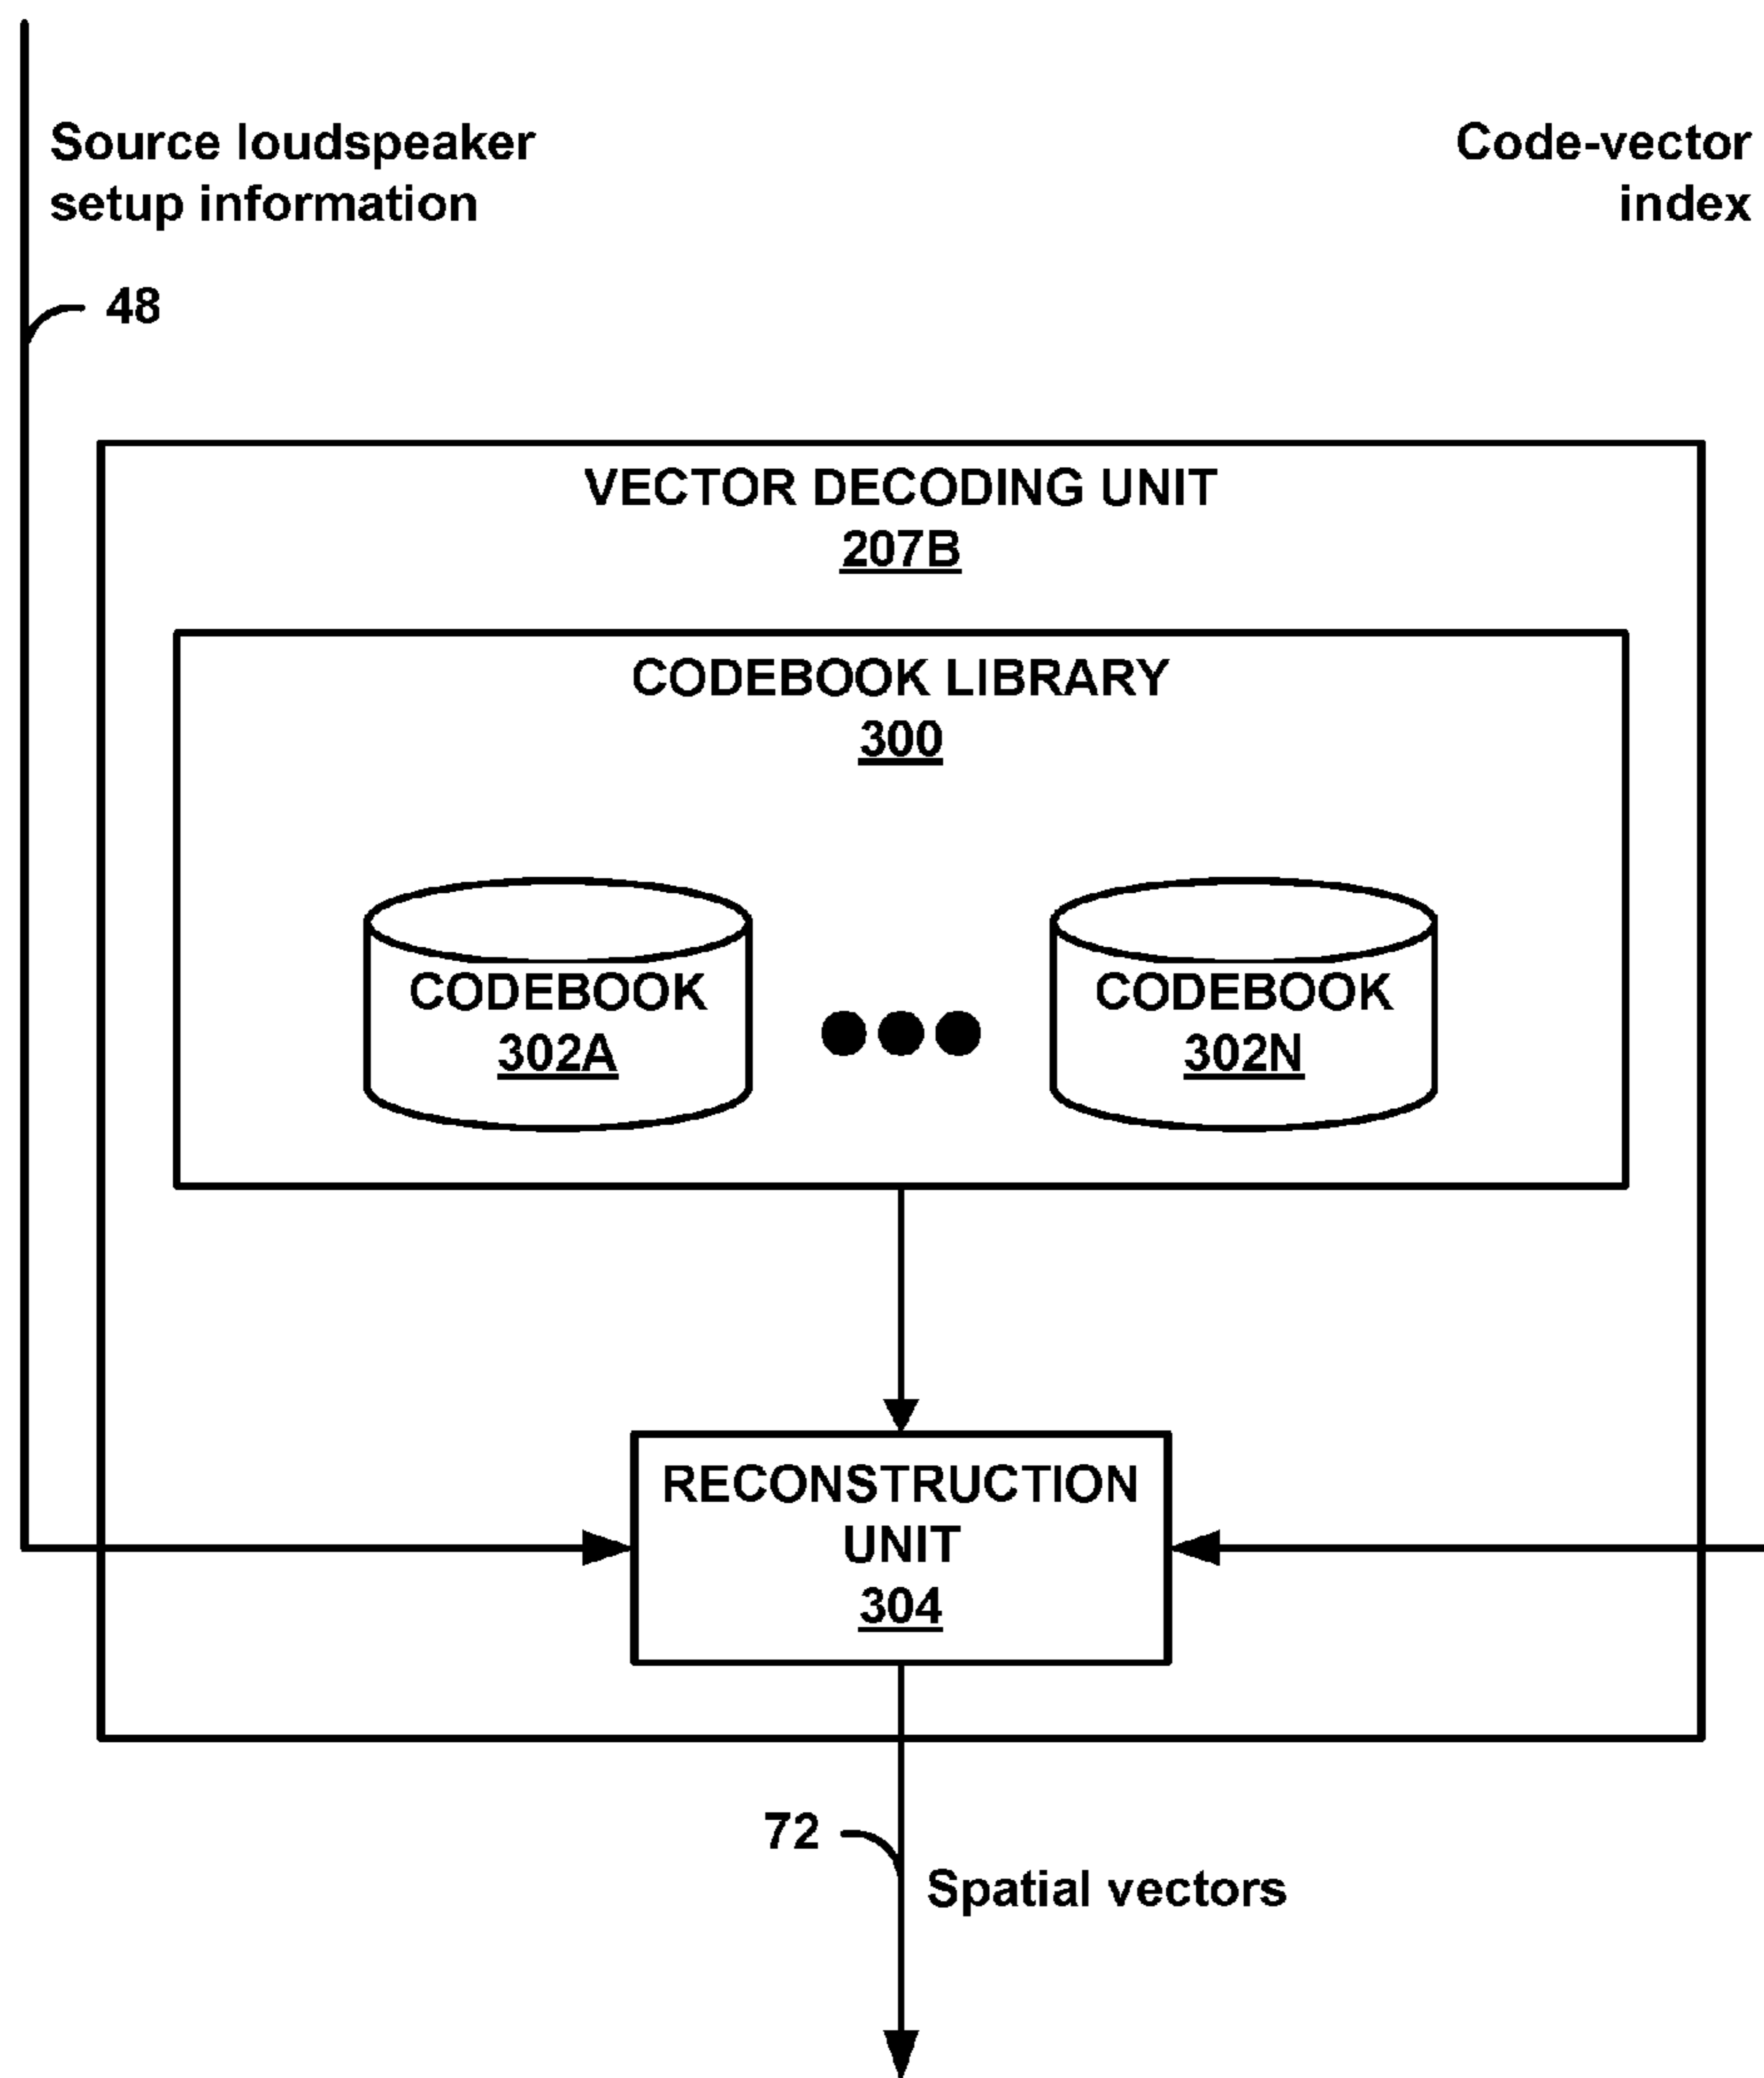 Source loudspeaker
setup information
Code-vector
index
48
VECTOR DECODING UNIT
207B
CODEBOOK LIBRARY
300
CODEBOOK
302A
CODEBOOK
302N
RECONSTRUCTION
UNIT
304
72
Spatial vectors